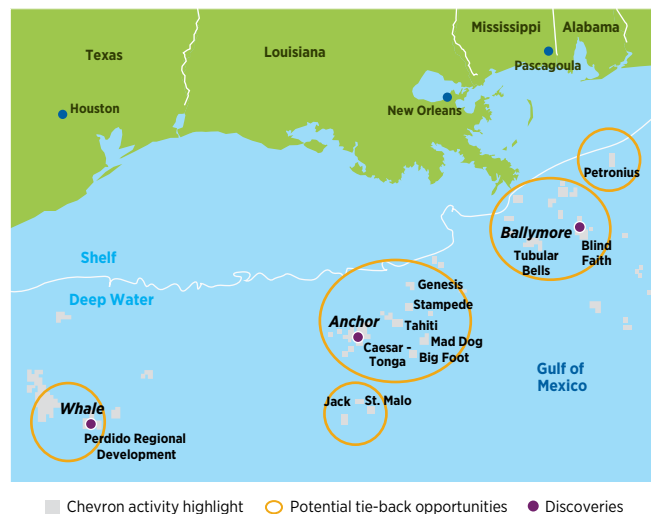 Mississippi
Alabama
Texas
Louisiana
Pascagoula
Houston
New Orleans
Petronius
Ballymore
Tubular
Bells
Blind
Faith
Shelf
Deep Water
Genesis
Stampede
Anchor
Tahiti
Caesar -
Tonga
Mad Dog
Big Foot
Gulf of
Mexico
Jack
St. Malo
Whale
Perdido Regional
Development
Chevron activity highlight
Potential tie-back opportunities
Discoveries